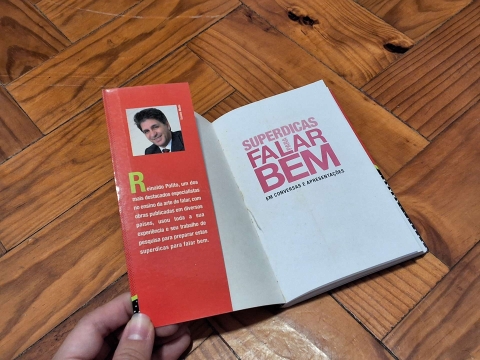 Reinaldo Polito, um dos
mais destacados especialistas
no ensino da arte de falar, com
obras publicadas em diversos
países, usou toda a sua
experiência e seu trabalho de
pesquisa para preparar estas
superdicas para falar bem.
SUPERDICAS
PARA
FALAR
BEM
EM CONVERSAS E APRESENTAÇÕES